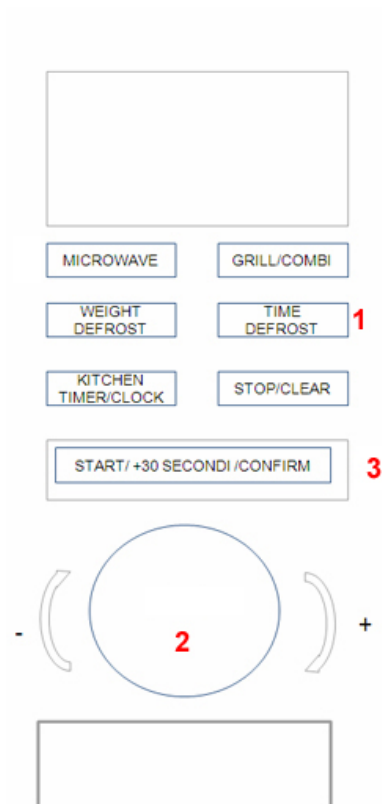 MICROWAVE
GRILL/COMBI
WEIGHT
DEFROST
TIME
DEFROST
1
KITCHEN
TIMER/CLOCK
STOP/CLEAR
START/ +30 SECONDI /CONFIRM
3
-
2
+